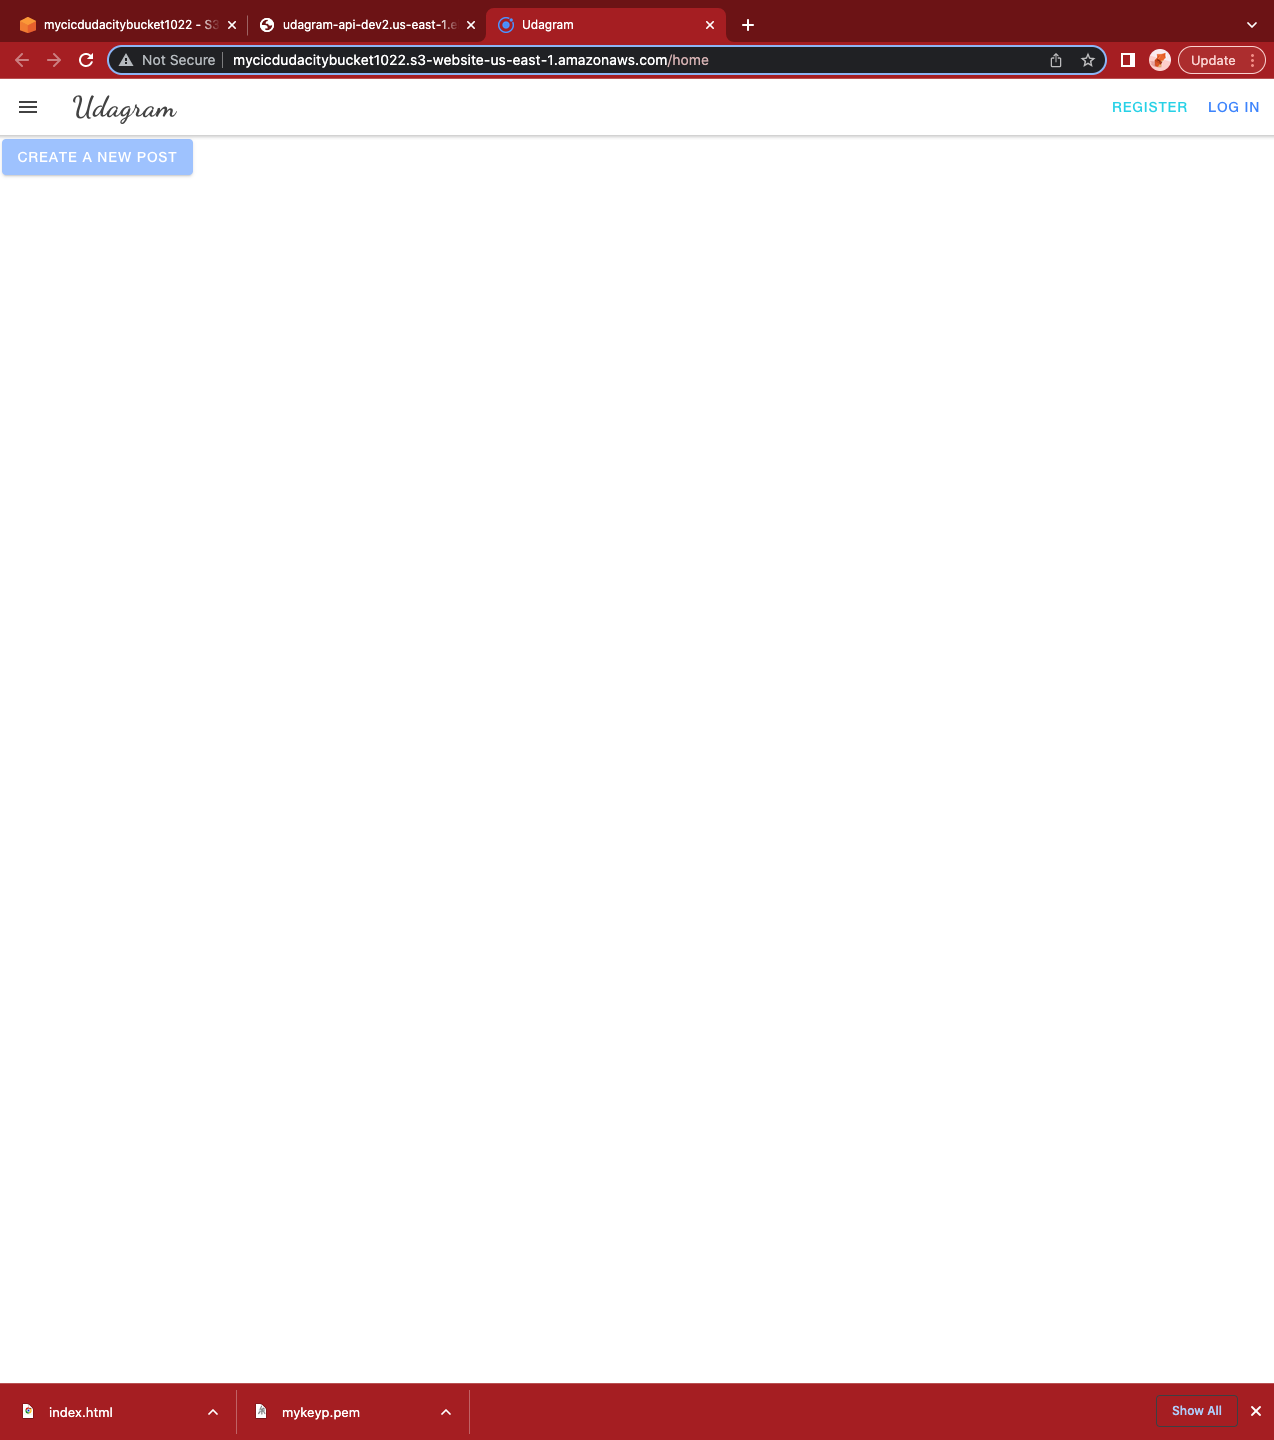 mycicdudacitybucket1022 - S3
udagram-api-dev2.us-east-1.e
Udagram
Not Secure
mycicdudacitybucket1022.s3-website-us-east-1.amazonaws.com/home
Update
Udagram
REGISTER
LOG IN
CREATE A NEW POST
index.html
mykeyp.pem
Show All